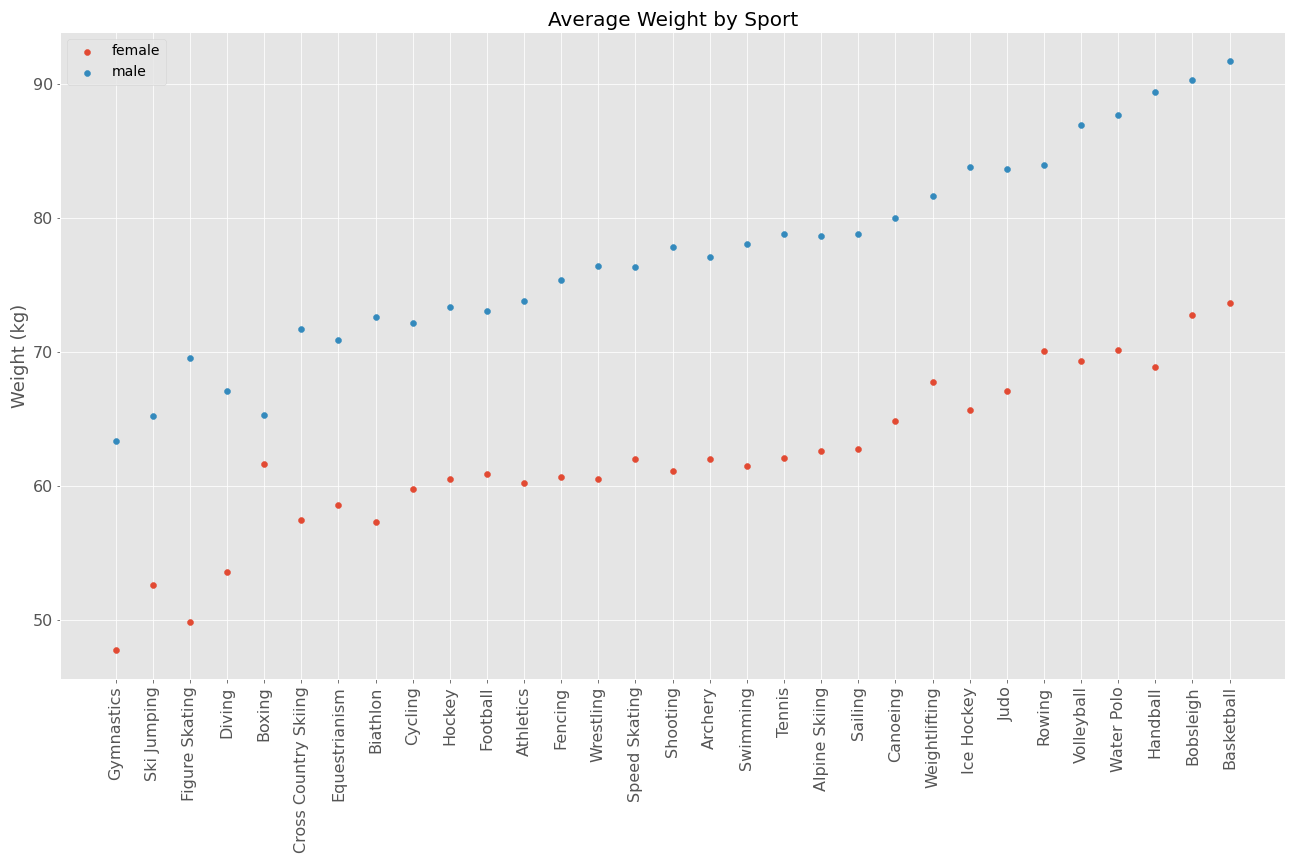 Average Weight by Sport
female
male
90
80
70
60
50
Weight (kg)
Gymnastics
Ski Jumping
Figure Skating
Diving
Boxing
Cross Country Skiing
Equestrianism
Biathlon
Cycling
Hockey
Football
Athletics
Fencing
Wrestling
Speed Skating
Shooting
Archery
Swimming
Tennis
Alpine Skiing
Sailing
Canoeing
Weightlifting
Ice Hockey
Judo
Rowing
Volleyball
Water Polo
Handball
Bobsleigh
Basketball